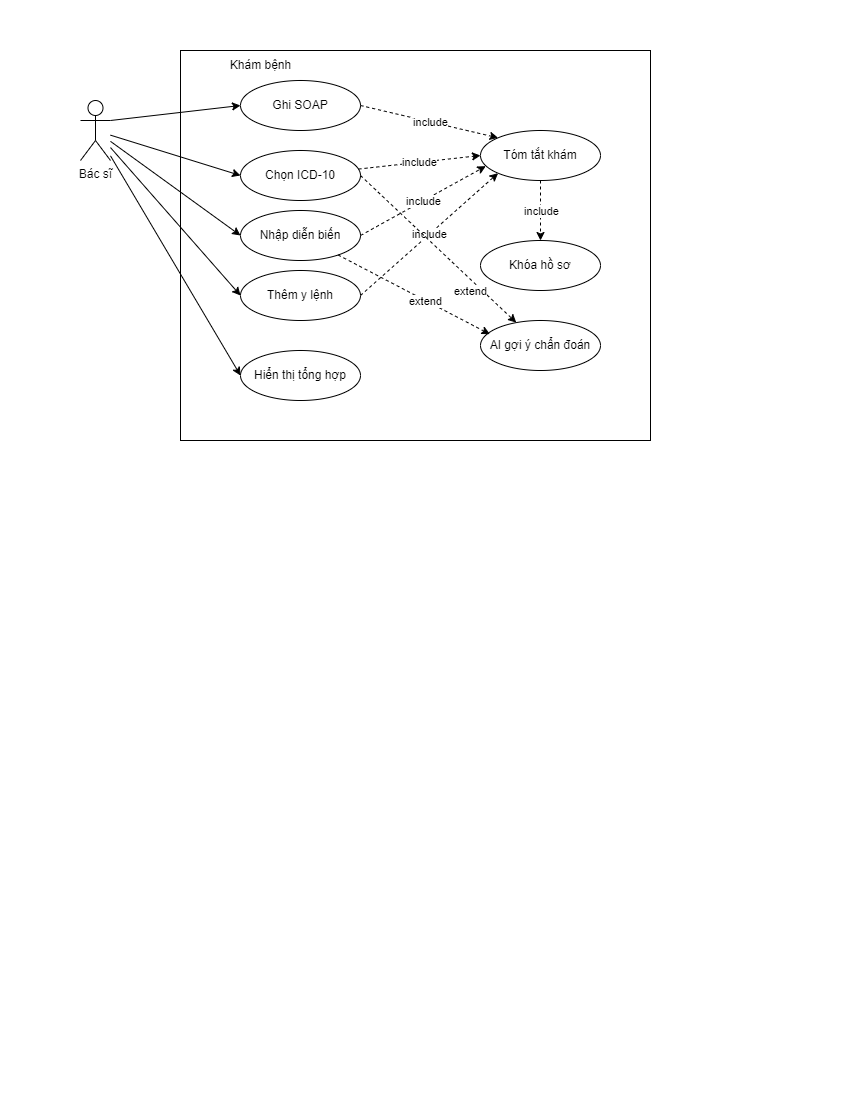 Khám bệnh
Ghi SOAP
include
Tóm tắt khám
include
Chọn ICD-10
Bác sĩ
include
include
Nhập diễn biến
include
Khóa hồ sơ
Thêm y lệnh
extend
extend
AI gợi ý chẩn đoán
Hiển thị tổng hợp